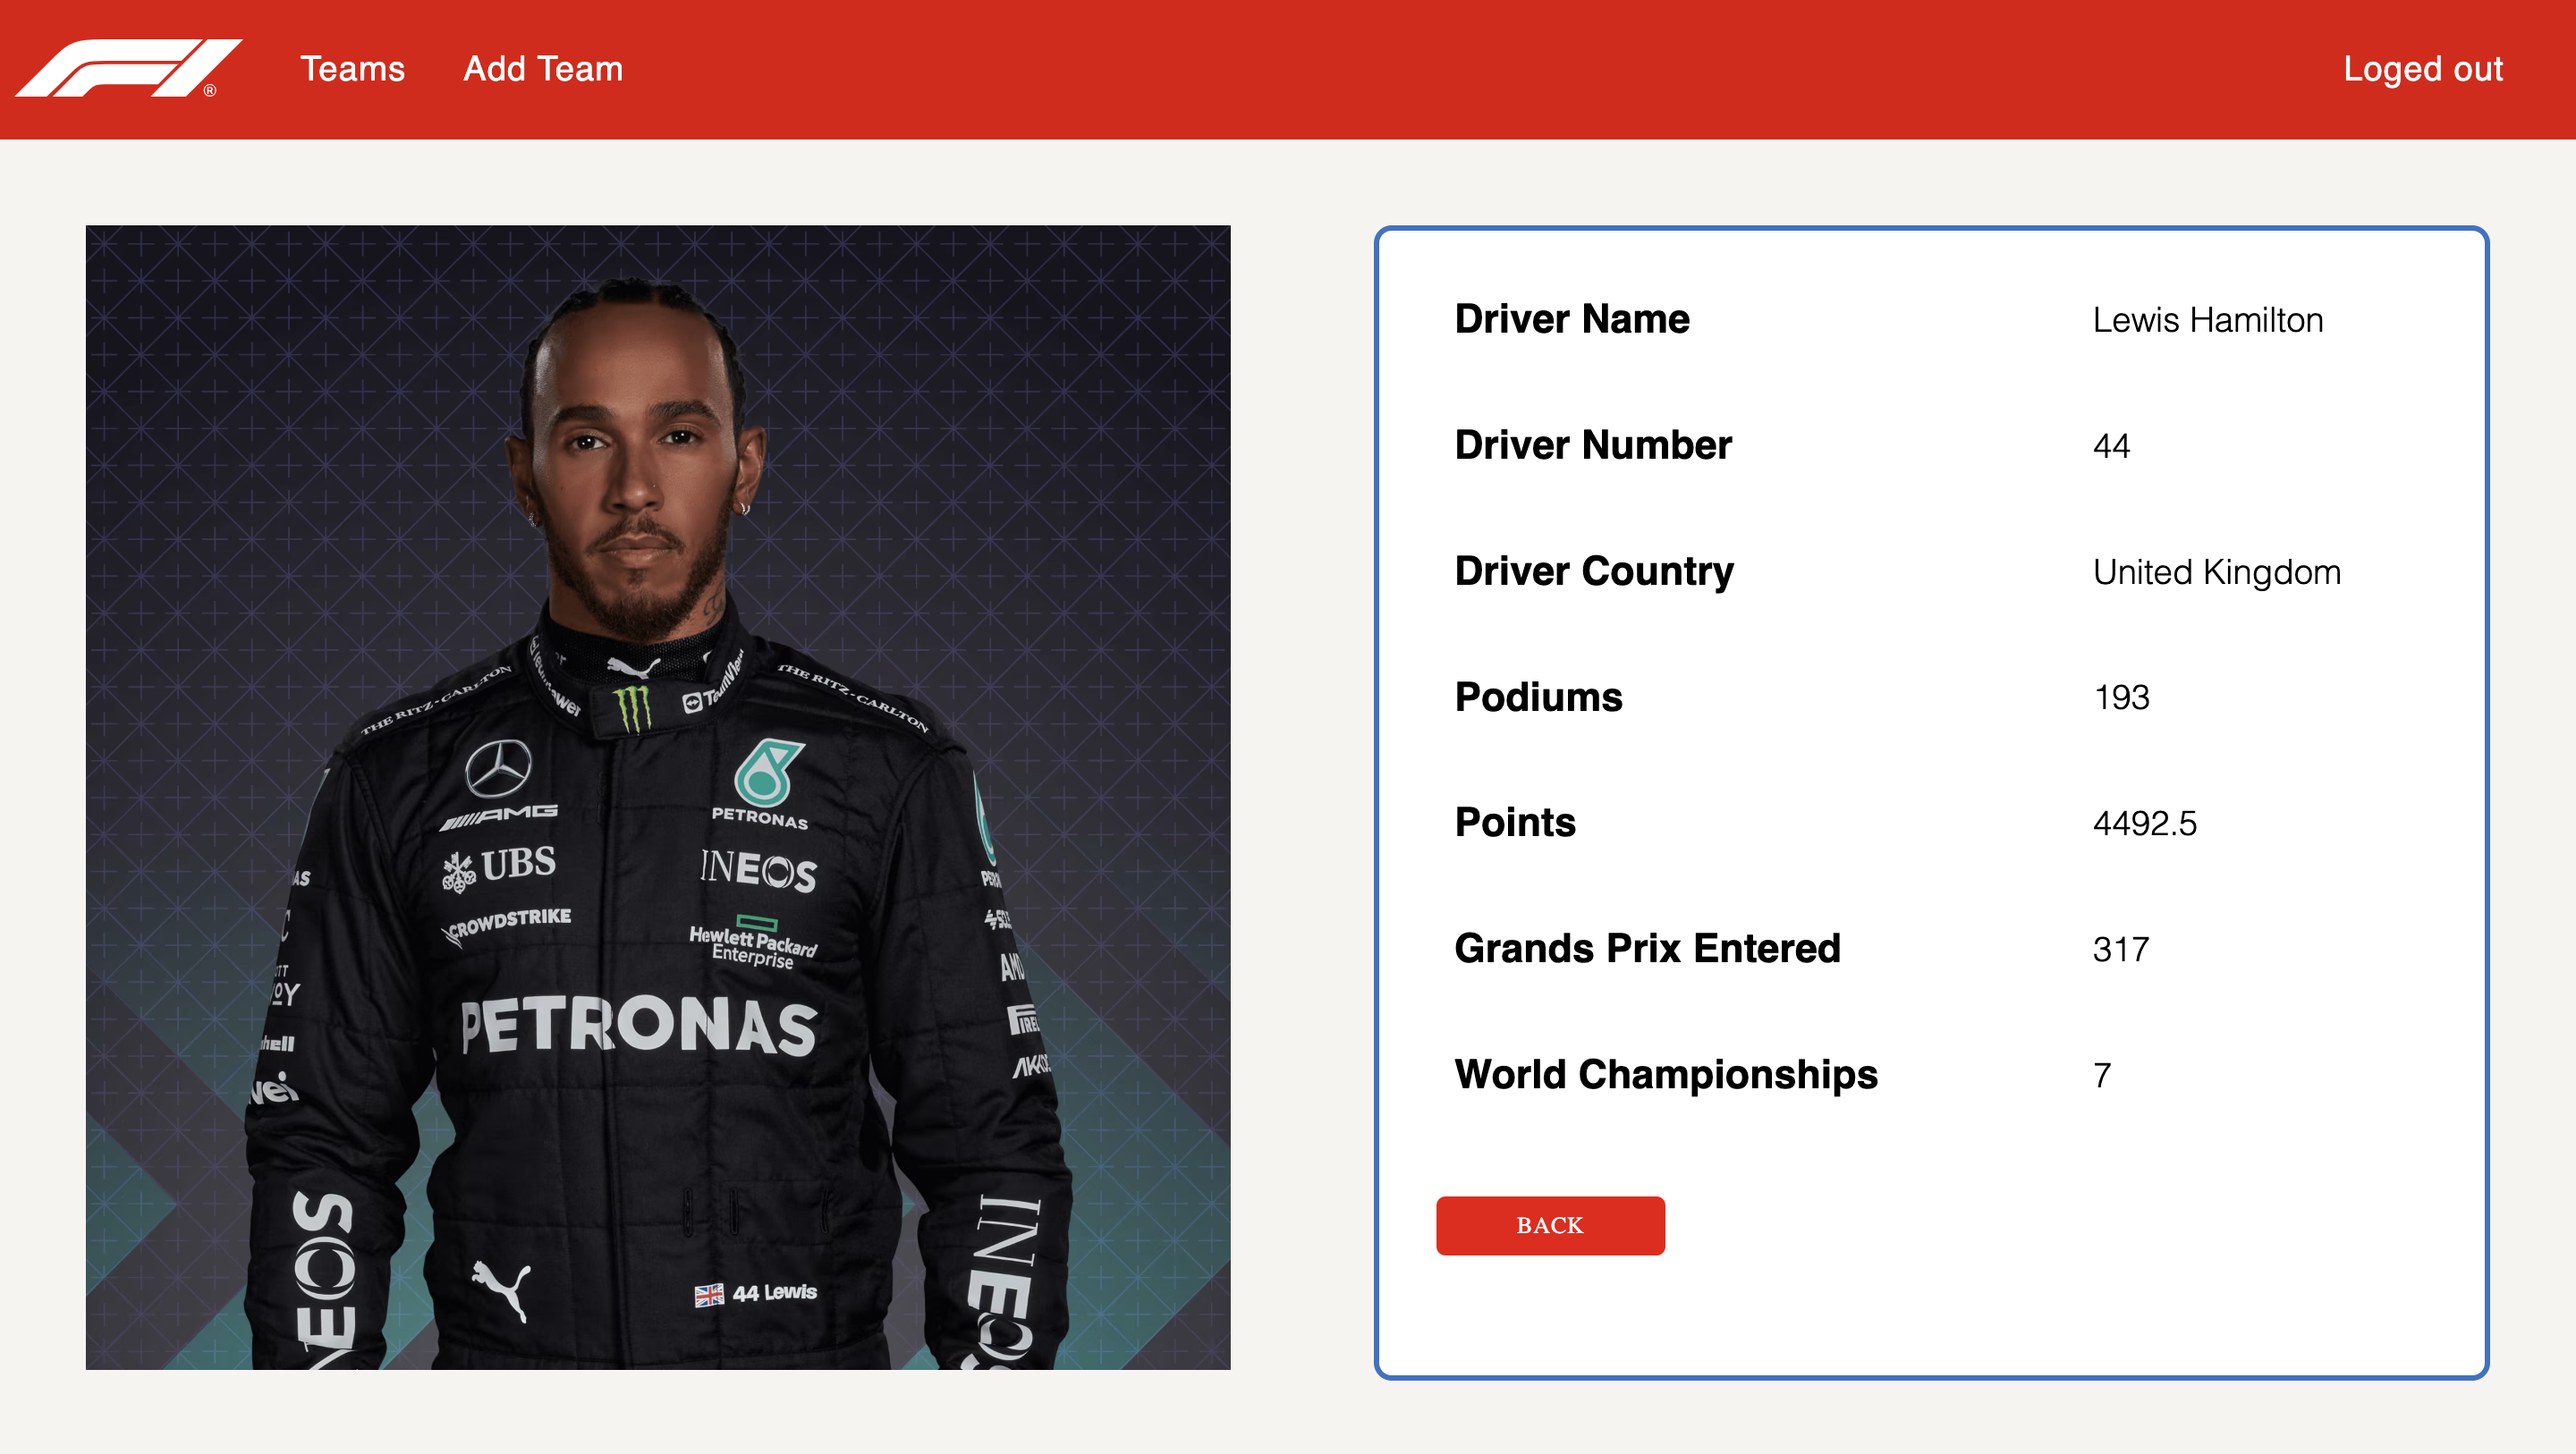 F1 ®
Teams
Add Team
Loged out
THE RITZ-CARLTON
TeamViewer
THE RITZ-CARLTON
AMG
PETRONAS
UBS
INEOS
CROWDSTRIKE
Hewlett Packard
Enterprise
PETRONAS
44 Lewis
INEOS
INEOS
Driver Name
Lewis Hamilton
Driver Number
44
Driver Country
United Kingdom
Podiums
193
Points
4492.5
Grands Prix Entered
317
World Championships
7
BACK